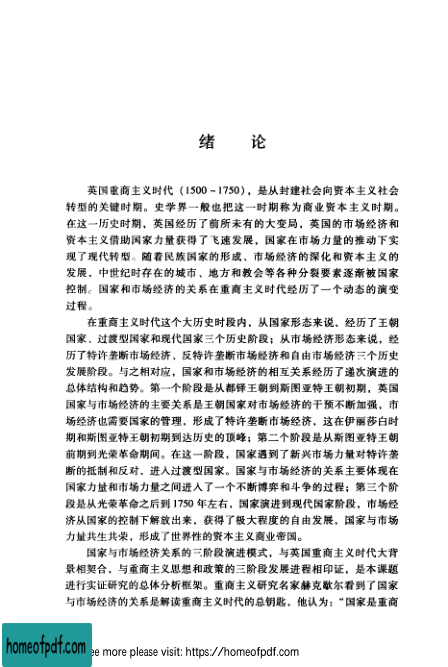 绪 论
英国重商主义时代（1500～1750），是从封建社会向资本主义社会
转型的关键时期。史学界一般也把这一时期称为商业资本主义时期。
在这一历史时期，英国经历了前所未有的大变局，英国的市场经济和
资本主义借助国家力量获得了飞速发展，国家在市场力量的推动下实
现了现代转型。随着民族国家的形成、市场经济的深化和资本主义的
发展，中世纪时存在的城市、地方和教会等各种分裂要素逐渐被国家
控制。国家和市场经济的关系在重商主义时代经历了一个动态的演变
过程。
在重商主义时代这个大历史时段内，从国家形态来说，经历了王朝
国家、过渡型国家和现代国家三个历史阶段；从市场经济形态来说，经
历了特许垄断市场经济、反特许垄断市场经济和自由市场经济三个历史
发展阶段。与之相对应，国家和市场经济的相互关系经历了递次演进的
总体结构和趋势。第一个阶段是从都铎王朝到斯图亚特王朝初期，英国
国家与市场经济的主要关系是王朝国家对市场经济的干预不断加强，市
场经济也需要国家的管理，形成了特许垄断市场经济，这在伊丽莎白时
期和斯图亚特王朝初期到达历史的顶峰；第二个阶段是从斯图亚特王朝
前期到光荣革命期间。在这一阶段，国家遇到了新兴市场力量对特许垄
断的抵制和反对，进入过渡型国家。国家与市场经济的关系主要体现在
国家力量和市场力量之间进入了一个不断博弈和斗争的过程；第三个阶
段是从光荣革命之后到1750年左右，国家演进到现代国家阶段，市场经
济从国家的控制下解放出来，获得了极大程度的自由发展，国家与市场
力量共生共荣，形成了世界性的资本主义商业帝国。
国家与市场经济关系的三阶段演进模式，与英国重商主义时代大背
景相契合，与重商主义思想和政策的三阶段发展进程相印证，是本课题
进行实证研究的总体分析框架。重商主义研究名家赫克歇尔看到了国家
与市场经济的关系是解读重商主义时代的总钥匙，他认为：“国家是重商
homeofpdf.com
ee more please visit: https://homeofpdf.com